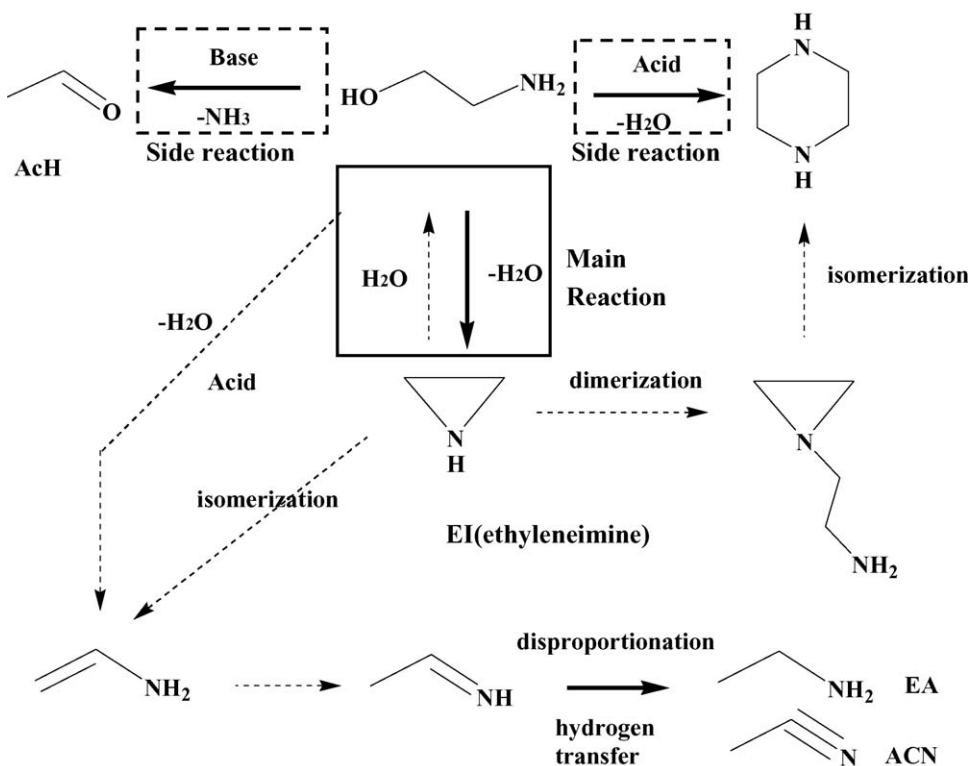 Base
-NH3
Side reaction
O
AcH
HO
NH2
Acid
-H2O
Side reaction
H
N
N
H
H2O
-H2O
Main
Reaction
isomerization
-H2O
Acid
dimerization
N
H
N
isomerization
EI(ethyleneimine)
NH2
NH2
NH
disproportionation
hydrogen
transfer
NH2
EA
N
ACN